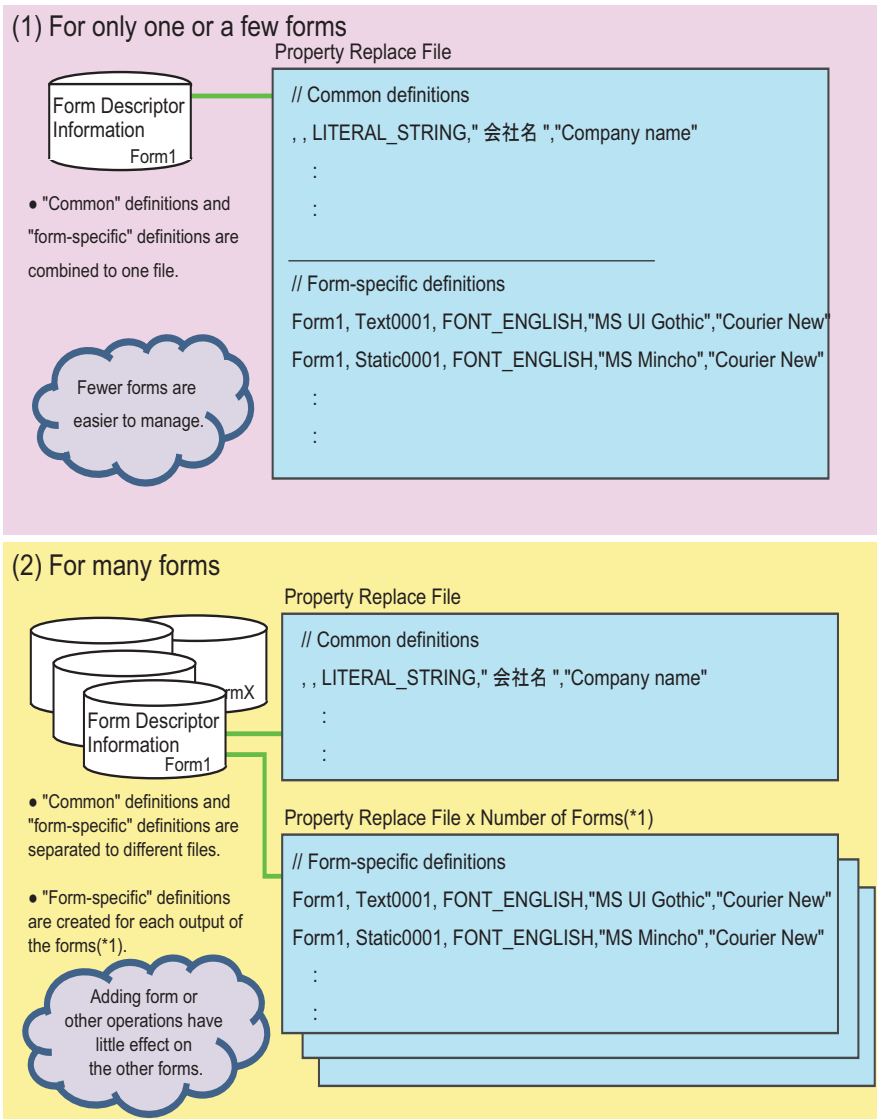 (1) For only one or a few forms
Property Replace File
Form Descriptor
Information
Form1
// Common definitions
, , LITERAL_STRING," 会社名 ","Company name"
:
:
● "Common" definitions and
"form-specific" definitions are
combined to one file.
// Form-specific definitions
Form1, Text0001, FONT_ENGLISH,"MS UI Gothic","Courier New"
Form1, Static0001, FONT_ENGLISH,"MS Mincho","Courier New"
:
:
Fewer forms are
easier to manage.
(2) For many forms
Property Replace File
rmX
Form Descriptor
Information
Form1
// Common definitions
, , LITERAL_STRING," 会社名 ","Company name"
:
:
● "Common" definitions and
"form-specific" definitions are
separated to different files.
● "Form-specific" definitions
are created for each output of
the forms(*1).
Property Replace File x Number of Forms(*1)
// Form-specific definitions
Form1, Text0001, FONT_ENGLISH,"MS UI Gothic","Courier New"
Form1, Static0001, FONT_ENGLISH,"MS Mincho","Courier New"
:
:
Adding form or
other operations have
little effect on
the other forms.